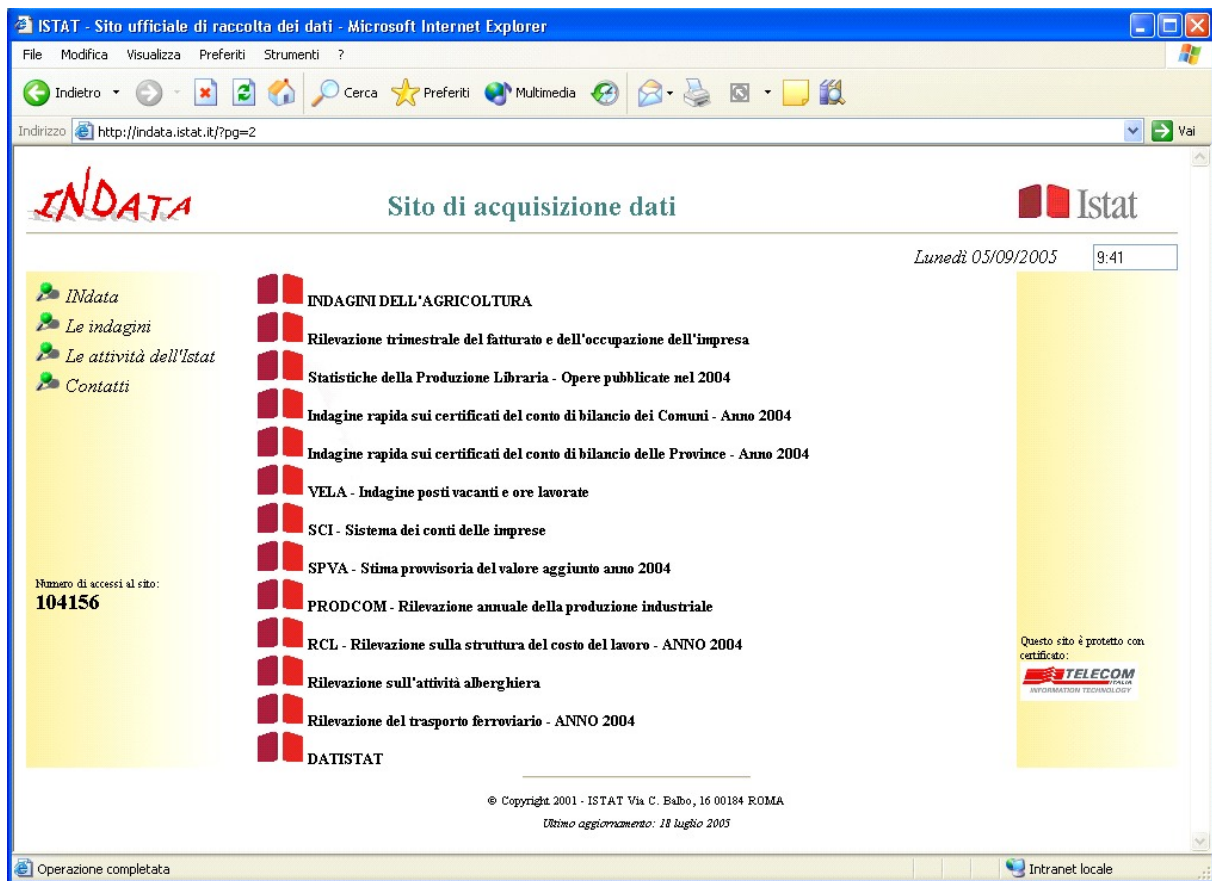 ISTAT - Sito ufficiale di raccolta dei dati - Microsoft Internet Explorer
File Modifica Visualizza Preferiti Strumenti ?
Indietro Cerca Preferiti Multimedia
Indirizzo http://indata.istat.it/?pg=2 Vai
INDATA Sito di acquisizione dati Istat
Lunedì 05/09/2005 9:41
INdata
Le indagini
Le attività dell'Istat
Contatti
Numero di accessi al sito:
104156
INDAGINI DELL'AGRICOLTURA
Rilevazione trimestrale del fatturato e dell'occupazione dell'impresa
Statistiche della Produzione Libraria - Opere pubblicate nel 2004
Indagine rapida sui certificati del conto di bilancio dei Comuni - Anno 2004
Indagine rapida sui certificati del conto di bilancio delle Province - Anno 2004
VELA - Indagine posti vacanti e ore lavorate
SCI - Sistema dei conti delle imprese
SPVA - Stima provvisoria del valore aggiunto anno 2004
PRODCOM - Rilevazione annuale della produzione industriale
RCL - Rilevazione sulla struttura del costo del lavoro - ANNO 2004
Rilevazione sull'attività alberghiera
Rilevazione del trasporto ferroviario - ANNO 2004
DATISTAT
Questo sito è protetto con
certificato:
TELECOM
ITALIA
INFORMATION TECHNOLOGY
© Copyright 2001 - ISTAT Via C. Balbo, 16 00184 ROMA
Ultimo aggiornamento: 18 luglio 2005
Operazione completata Intranet locale